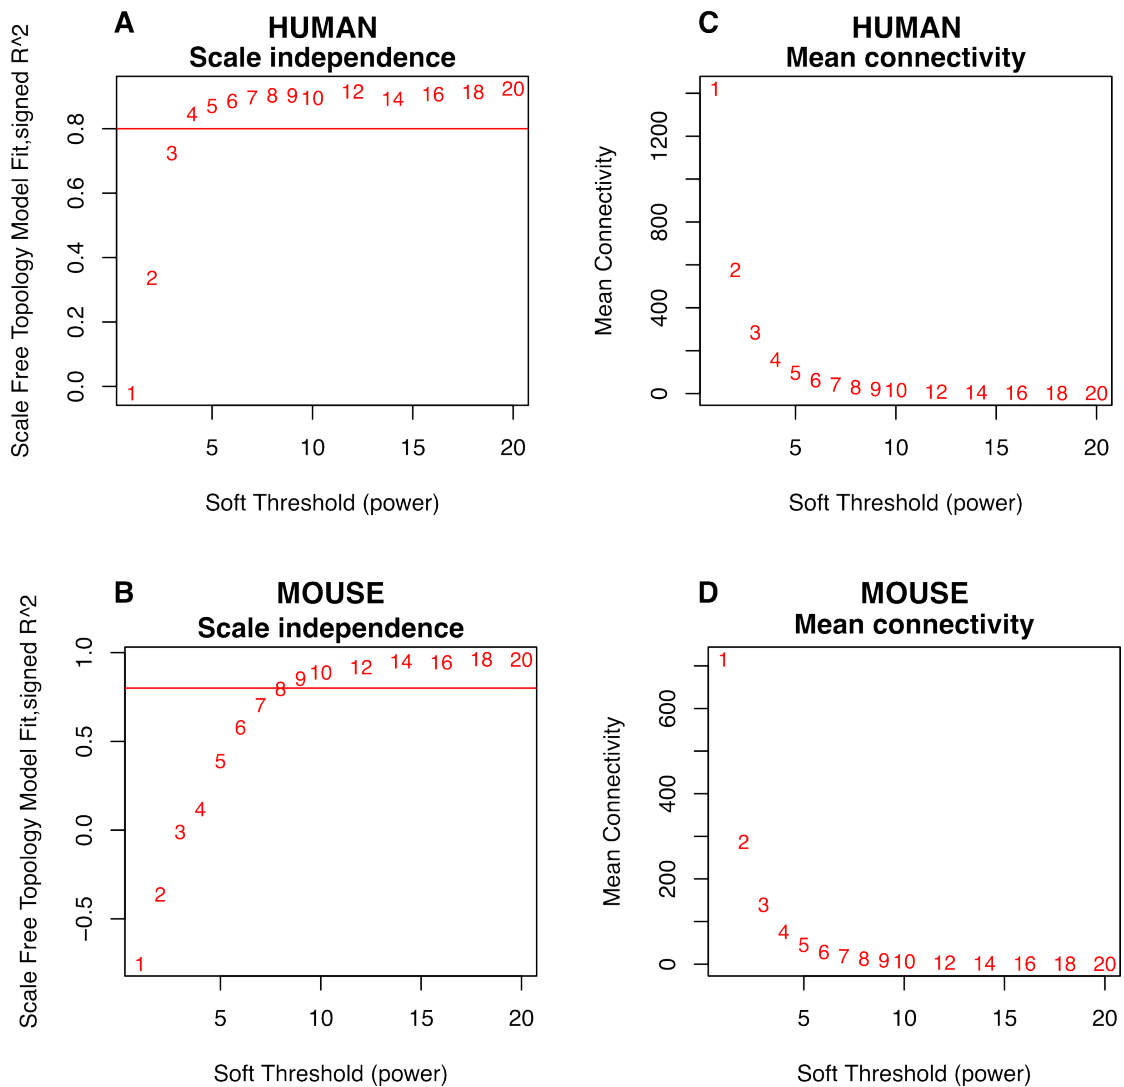 A
HUMAN
Scale independence
Scale Free Topology Model Fit,signed R^2
0.8
0.6
0.4
0.2
0.0
1 2 3 4 5 6 7 8 9 10 12 14 16 18 20
5 10 15 20
Soft Threshold (power)
C
HUMAN
Mean connectivity
Mean Connectivity
1200
800
400
0
1 2 3 4 5 6 7 8 9 10 12 14 16 18 20
5 10 15 20
Soft Threshold (power)
B
MOUSE
Scale independence
Scale Free Topology Model Fit,signed R^2
1.0
0.5
0.0
−0.5
1 2 3 4 5 6 7 8 9 10 12 14 16 18 20
5 10 15 20
Soft Threshold (power)
D
MOUSE
Mean connectivity
Mean Connectivity
600
400
200
0
1 2 3 4 5 6 7 8 9 10 12 14 16 18 20
5 10 15 20
Soft Threshold (power)